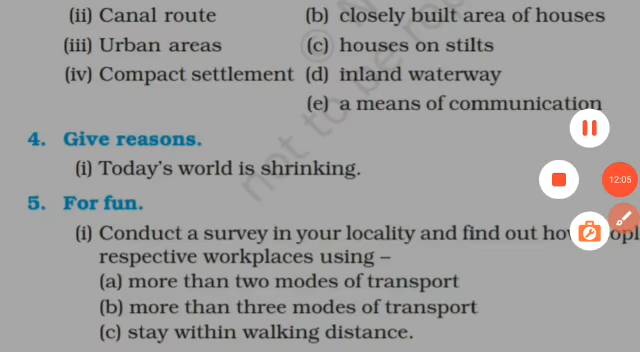 (ii) Canal route (b) closely built area of houses
(iii) Urban areas (c) houses on stilts
(iv) Compact settlement (d) inland waterway
(e) a means of communication
4. Give reasons.
(i) Today's world is shrinking.
12:05
5. For fun.
(i) Conduct a survey in your locality and find out
respective workplaces using –
(a) more than two modes of transport
(b) more than three modes of transport
(c) stay within walking distance.
not to be